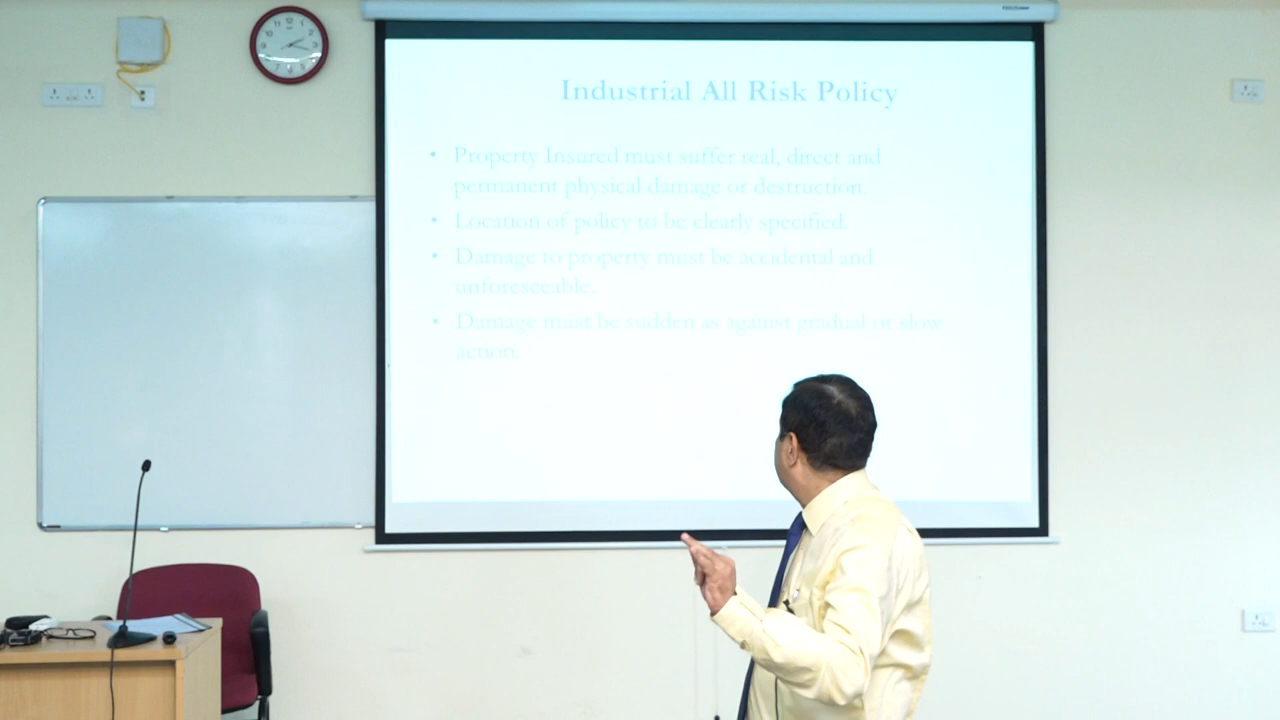 Industrial All Risk Policy
• Property Insured must suffer real, direct and
permanent physical damage or destruction.
• Location of policy to be clearly specified.
• Damage to property must be accidental and
unforeseeable.
• Damage must be sudden as against gradual or slow
action.